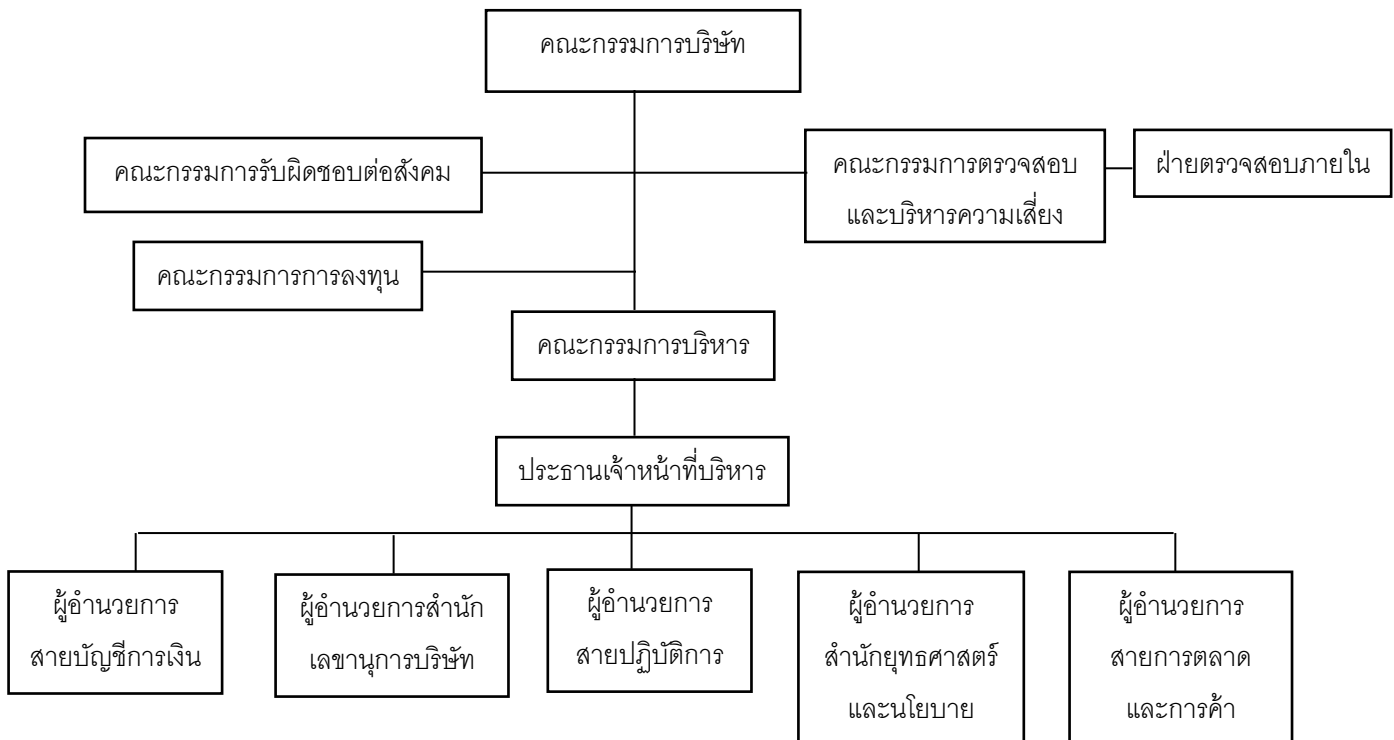 คณะกรรมการบริษัท
คณะกรรมการรับผิดชอบต่อสังคม
คณะกรรมการตรวจสอบ
และบริหารความเสี่ยง
ฝ่ายตรวจสอบภายใน
คณะกรรมการการลงทุน
คณะกรรมการบริหาร
ประธานเจ้าหน้าที่บริหาร
ผู้อำนวยการ
สายบัญชีการเงิน
ผู้อำนวยการสำนัก
เลขานุการบริษัท
ผู้อำนวยการ
สายปฏิบัติการ
ผู้อำนวยการ
สำนักยุทธศาสตร์
และนโยบาย
ผู้อำนวยการ
สายการตลาด
และการค้า